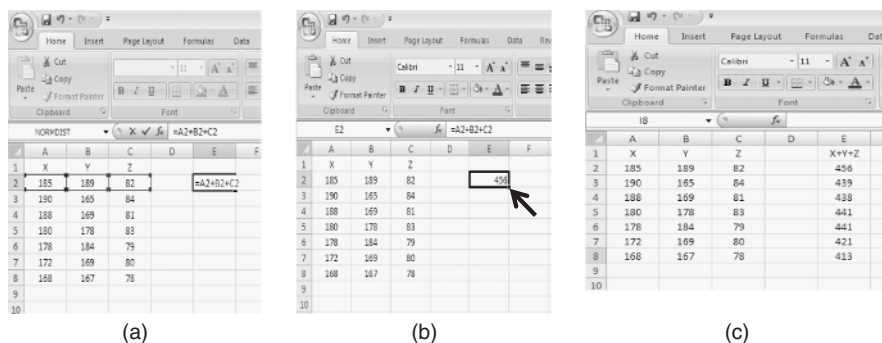 Home Insert Page Layout Formulas Data
Cut
Copy
Paste
Format Painter
11 A A
B I U A
Clipboard Font
NORMDIST fx =A2+B2+C2
A B C D E F
1 X Y Z
2 185 189 82 =A2+B2+C2
3 190 165 84
4 188 169 81
5 180 178 83
6 178 184 79
7 172 169 80
8 168 167 78
9
10
(a)
Home Insert Page Layout Formulas Data Rev
Cut
Copy
Paste
Format Painter
Calibri 11 A A
B I U A
Clipboard Font
E2 fx =A2+B2+C2
A B C D E F
1 X Y Z
2 185 189 82 456
3 190 165 84
4 188 169 81
5 180 178 83
6 178 184 79
7 172 169 80
8 168 167 78
9
10
(b)
Home Insert Page Layout Formulas Dat
Cut
Copy
Paste
Format Painter
Calibri 11 A A
B I U A
Clipboard Font
I8 fx
A B C D E
1 X Y Z X+Y+Z
2 185 189 82 456
3 190 165 84 439
4 188 169 81 438
5 180 178 83 441
6 178 184 79 441
7 172 169 80 421
8 168 167 78 413
9
10
(c)